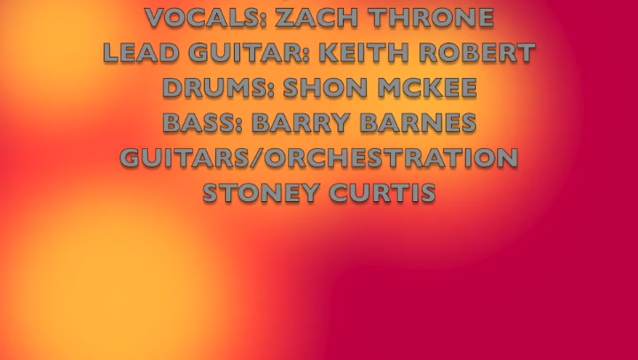 VOCALS: ZACH THRONE
LEAD GUITAR: KEITH ROBERT
DRUMS: SHON MCKEE
BASS: BARRY BARNES
GUITARS/ORCHESTRATION
STONEY CURTIS